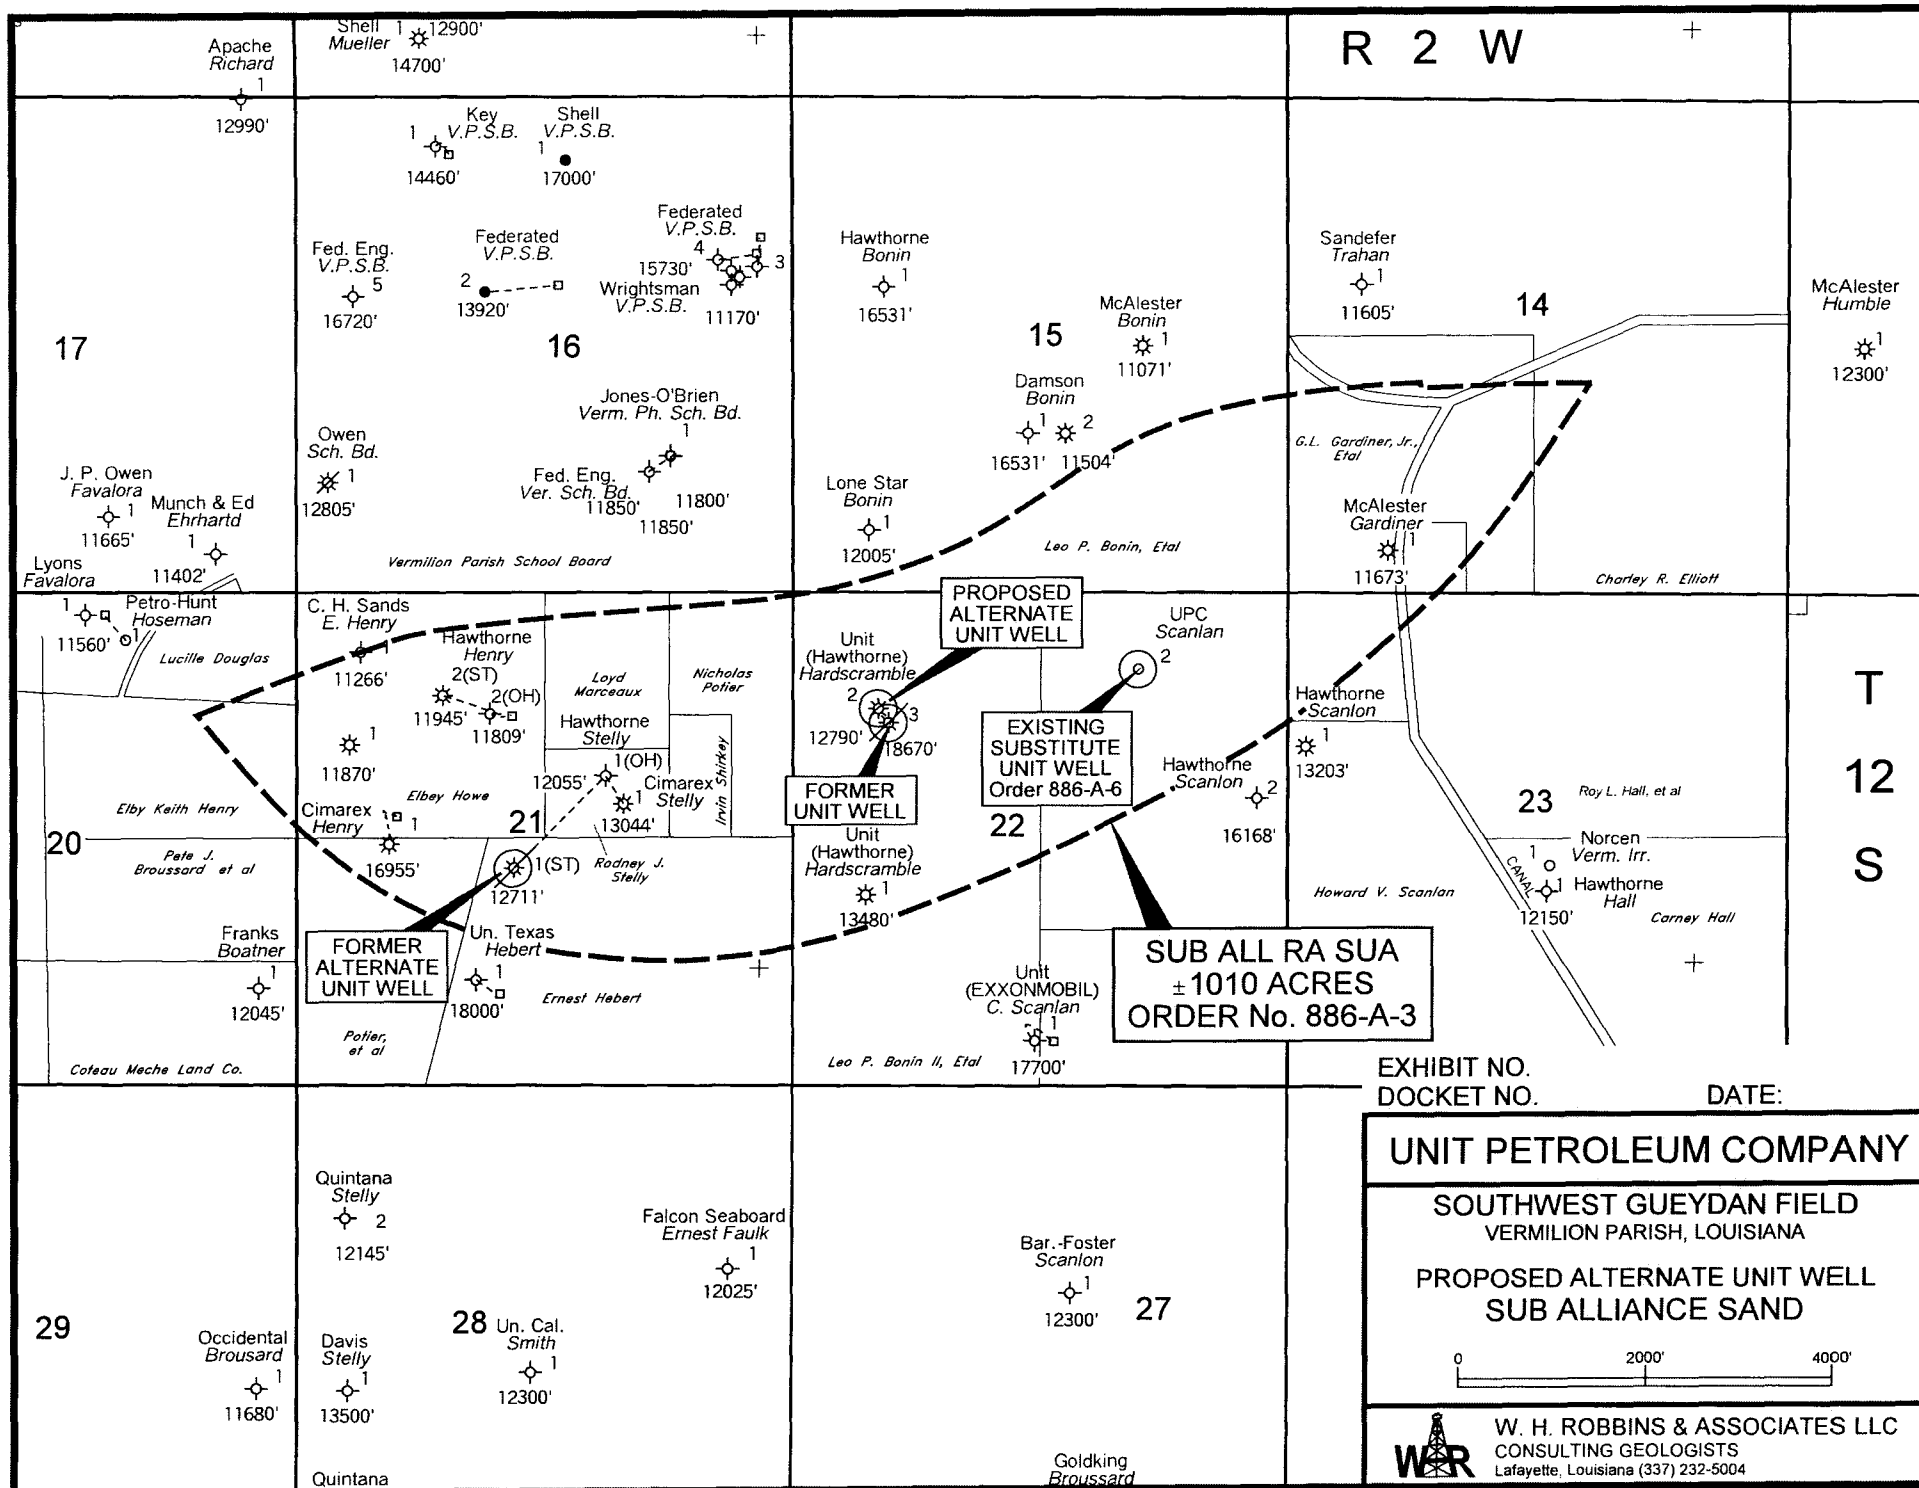 R 2 W
Shell
Mueller
1 12900'
14700'
Apache
Richard
1
12990'
Key
V.P.S.B.
1
14460'
Shell
V.P.S.B.
1
17000'
Federated
V.P.S.B.
4
3
15730'
Wrightsman
V.P.S.B.
11170'
Fed. Eng.
V.P.S.B.
5
16720'
Federated
V.P.S.B.
2
13920'
Hawthorne
Bonin
1
16531'
Sandefer
Trahan
1
11605'
14
McAlester
Humble
1
12300'
17
16
15
McAlester
Bonin
1
11071'
Damson
Bonin
1
2
16531'
11504'
Jones-O'Brien
Verm. Ph. Sch. Bd.
1
Fed. Eng.
Ver. Sch. Bd.
11850'
11800'
11850'
Owen
Sch. Bd.
1
12805'
J. P. Owen
Favalora
1
11665'
Munch & Ed
Ehrhartd
1
11402'
Lyons
Favalora
1
11560'
Petro-Hunt
Hoseman
1
Lone Star
Bonin
1
12005'
G.L. Gardiner, Jr.,
Etal
McAlester
Gardiner
1
11673'
Vermilion Parish School Board
Leo P. Bonin, Etal
Charley R. Elliott
Lucille Douglas
C. H. Sands
E. Henry
1
11266'
Hawthorne
Henry
2(ST)
2(OH)
11945'
11809'
Loyd
Marceaux
Nicholas
Potier
Unit
(Hawthorne)
Hardscramble
2
3
12790'
18670'
PROPOSED
ALTERNATE
UNIT WELL
UPC
Scanlan
2
T
12
S
1
11870'
Hawthorne
Stelly
1(OH)
12055'
Cimarex
Stelly
1
13044'
Irvin Shirkey
FORMER
UNIT WELL
EXISTING
SUBSTITUTE
UNIT WELL
Order 886-A-6
Hawthorne
Scanlon
1
13203'
Hawthorne
Scanlon
2
16168'
Elby Keith Henry
Elbey Howe
Cimarex
Henry
1
16955'
20
21
22
23
Roy L. Hall, et al
Pete J.
Broussard et al
1(ST)
12711'
Rodney J.
Stelly
Unit
(Hawthorne)
Hardscramble
1
13480'
Howard V. Scanlan
CANAL
Norcen
Verm. Irr.
1
1
Hawthorne
Hall
12150'
Carney Hall
Franks
Boatner
1
12045'
FORMER
ALTERNATE
UNIT WELL
Un. Texas
Hebert
1
18000'
Ernest Hebert
Potier,
et al
Unit
(EXXONMOBIL)
C. Scanlan
1
17700'
SUB ALL RA SUA
±1010 ACRES
ORDER No. 886-A-3
Coteau Meche Land Co.
Leo P. Bonin II, Etal
Quintana
Stelly
2
12145'
Falcon Seaboard
Ernest Faulk
1
12025'
Bar.-Foster
Scanlon
1
12300'
27
29
28
Occidental
Brousard
1
11680'
Davis
Stelly
1
13500'
Un. Cal.
Smith
1
12300'
Quintana
Goldking
Broussard
EXHIBIT NO.
DOCKET NO. DATE:
UNIT PETROLEUM COMPANY
SOUTHWEST GUEYDAN FIELD
VERMILION PARISH, LOUISIANA
PROPOSED ALTERNATE UNIT WELL
SUB ALLIANCE SAND
0 2000' 4000'
WR
W. H. ROBBINS & ASSOCIATES LLC
CONSULTING GEOLOGISTS
Lafayette, Louisiana (337) 232-5004